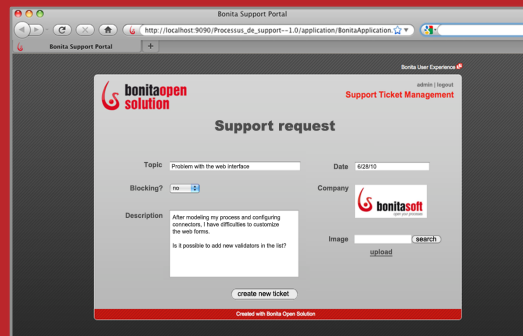 Bonita Support Portal
http://localhost:9090/Processus_de_support--1.0/application/BonitaApplication.
Bonita Support Portal
Bonita User Experience
bonitaopen
solution
admin | logout
Support Ticket Management
Support request
Topic Problem with the web interface
Date 6/28/10
Blocking? no
Company bonitasoft
open your processes
Description After modeling my process and configuring
connectors, I have difficulties to customize
the web forms.
Is it possible to add new validators in the list?
Image search
upload
create new ticket
Created with Bonita Open Solution